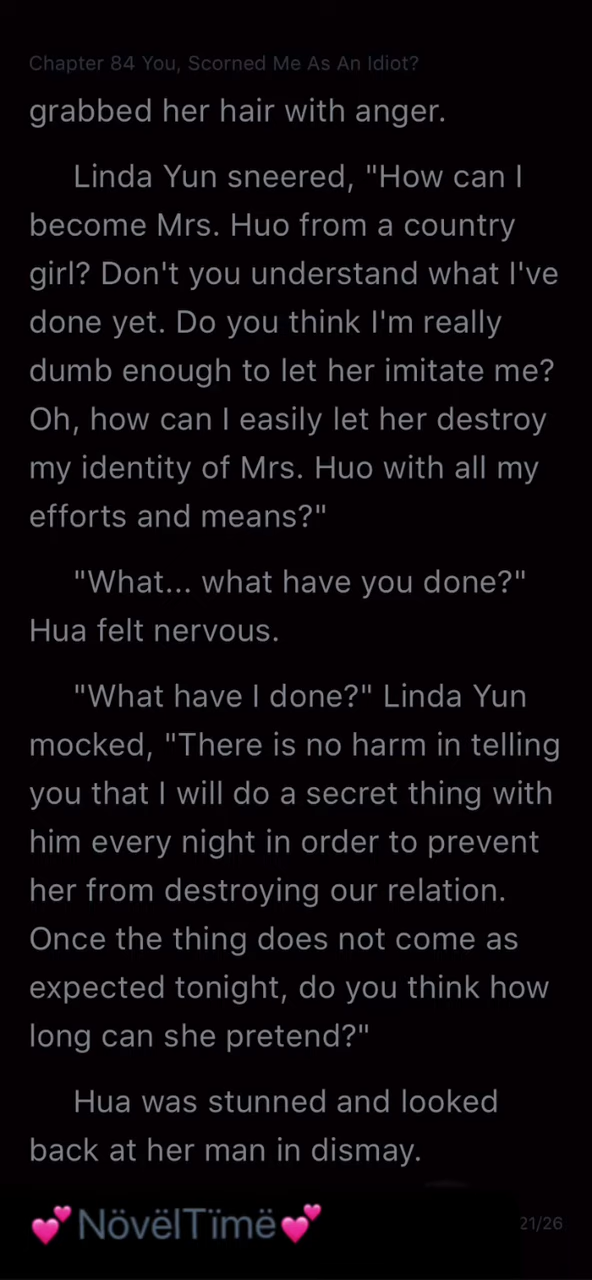 Chapter 84 You, Scorned Me As An Idiot?
grabbed her hair with anger.
Linda Yun sneered, "How can I
become Mrs. Huo from a country
girl? Don't you understand what I've
done yet. Do you think I'm really
dumb enough to let her imitate me?
Oh, how can I easily let her destroy
my identity of Mrs. Huo with all my
efforts and means?"
"What... what have you done?"
Hua felt nervous.
"What have I done?" Linda Yun
mocked, "There is no harm in telling
you that I will do a secret thing with
him every night in order to prevent
her from destroying our relation.
Once the thing does not come as
expected tonight, do you think how
long can she pretend?"
Hua was stunned and looked
back at her man in dismay.
💕NövëlTïmë💕
21/26